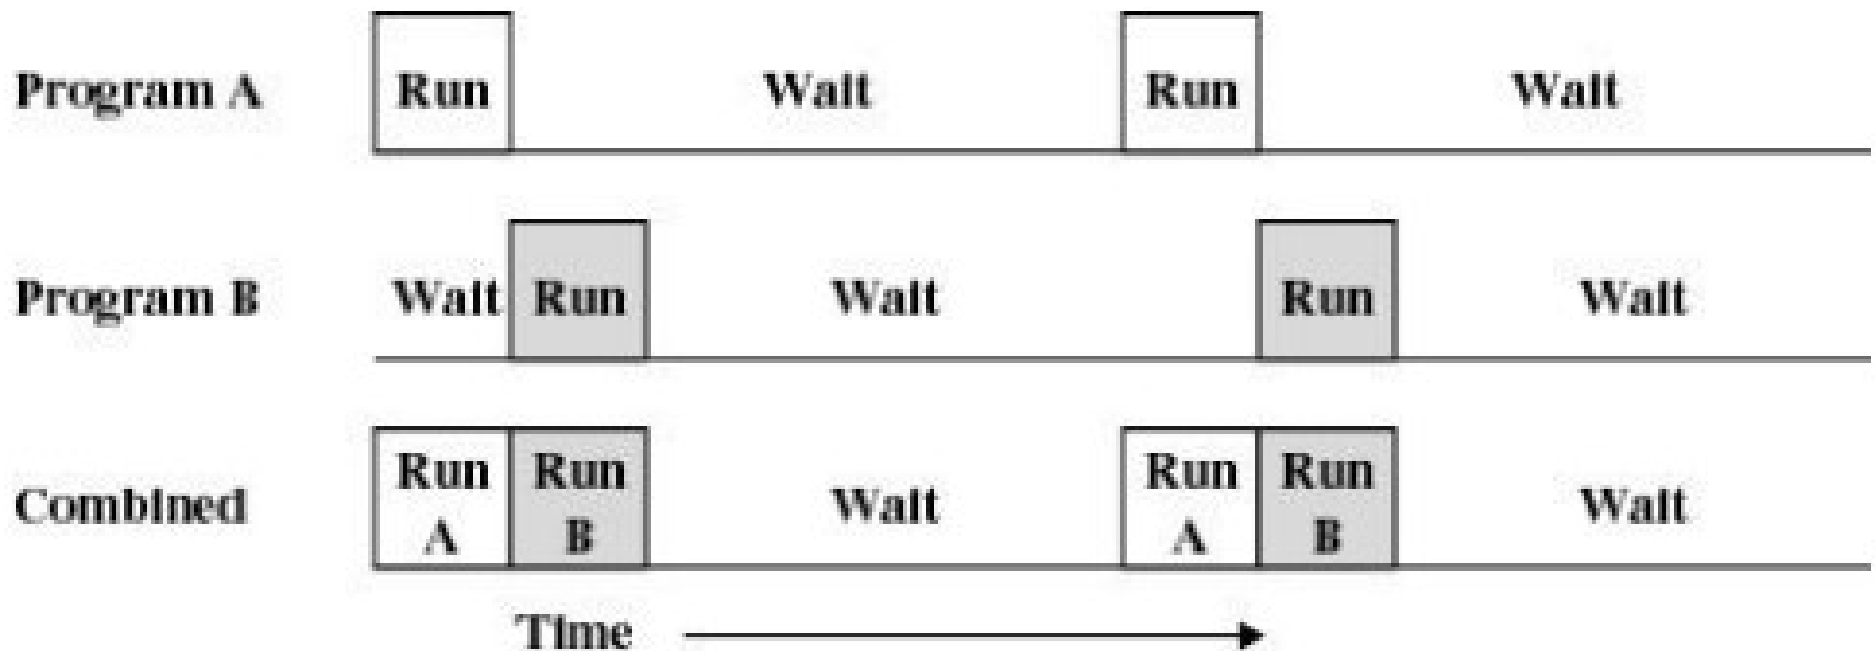 Program A Run Wait Run Wait
Program B Wait Run Wait Run Wait
Combined Run A Run B Wait Run A Run B Wait
Time